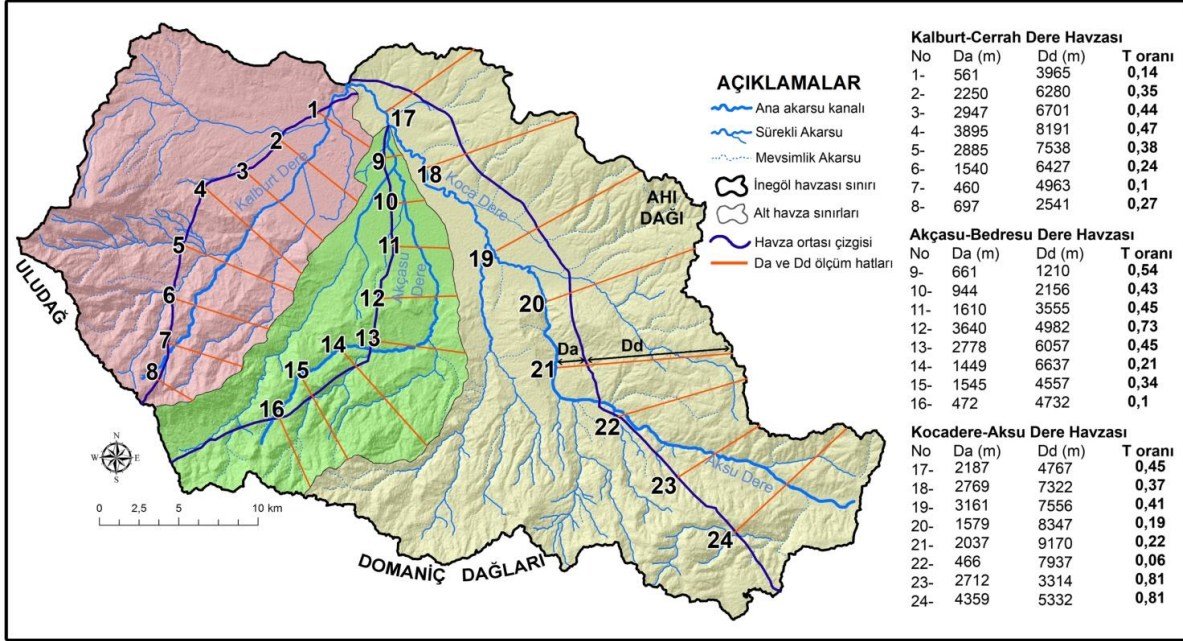 Kalburt-Cerrah Dere Havzası
No Da (m) Dd (m) T oranı
1- 561 3965 0,14
2- 2250 6280 0,35
3- 2947 6701 0,44
4- 3895 8191 0,47
5- 2885 7538 0,38
6- 1540 6427 0,24
7- 460 4963 0,1
8- 697 2541 0,27
Akçasu-Bedresu Dere Havzası
No Da (m) Dd (m) T oranı
9- 661 1210 0,54
10- 944 2156 0,43
11- 1610 3555 0,45
12- 3640 4982 0,73
13- 2778 6057 0,45
14- 1449 6637 0,21
15- 1545 4557 0,34
16- 472 4732 0,1
Kocadere-Aksu Dere Havzası
No Da (m) Dd (m) T oranı
17- 2187 4767 0,45
18- 2769 7322 0,37
19- 3161 7556 0,41
20- 1579 8347 0,19
21- 2037 9170 0,22
22- 466 7937 0,06
23- 2712 3314 0,81
24- 4359 5332 0,81
AÇIKLAMALAR
Ana akarsu kanalı
Sürekli Akarsu
Mevsimlik Akarsu
İnegöl havzası sınırı
Alt havza sınırları
Havza ortası çizgisi
Da ve Dd ölçüm hatları
1
2
3
4
5
6
7
8
9
10
11
12
13
14
15
16
17
18
19
20
21
22
23
24
Kalburt Dere
Akçasu Dere
Koca Dere
Aksu Dere
Da
Dd
AHI
DAĞI
ULUDAĞ
DOMANİÇ DAĞLARI
N
W E
S
0 2,5 5 10 km